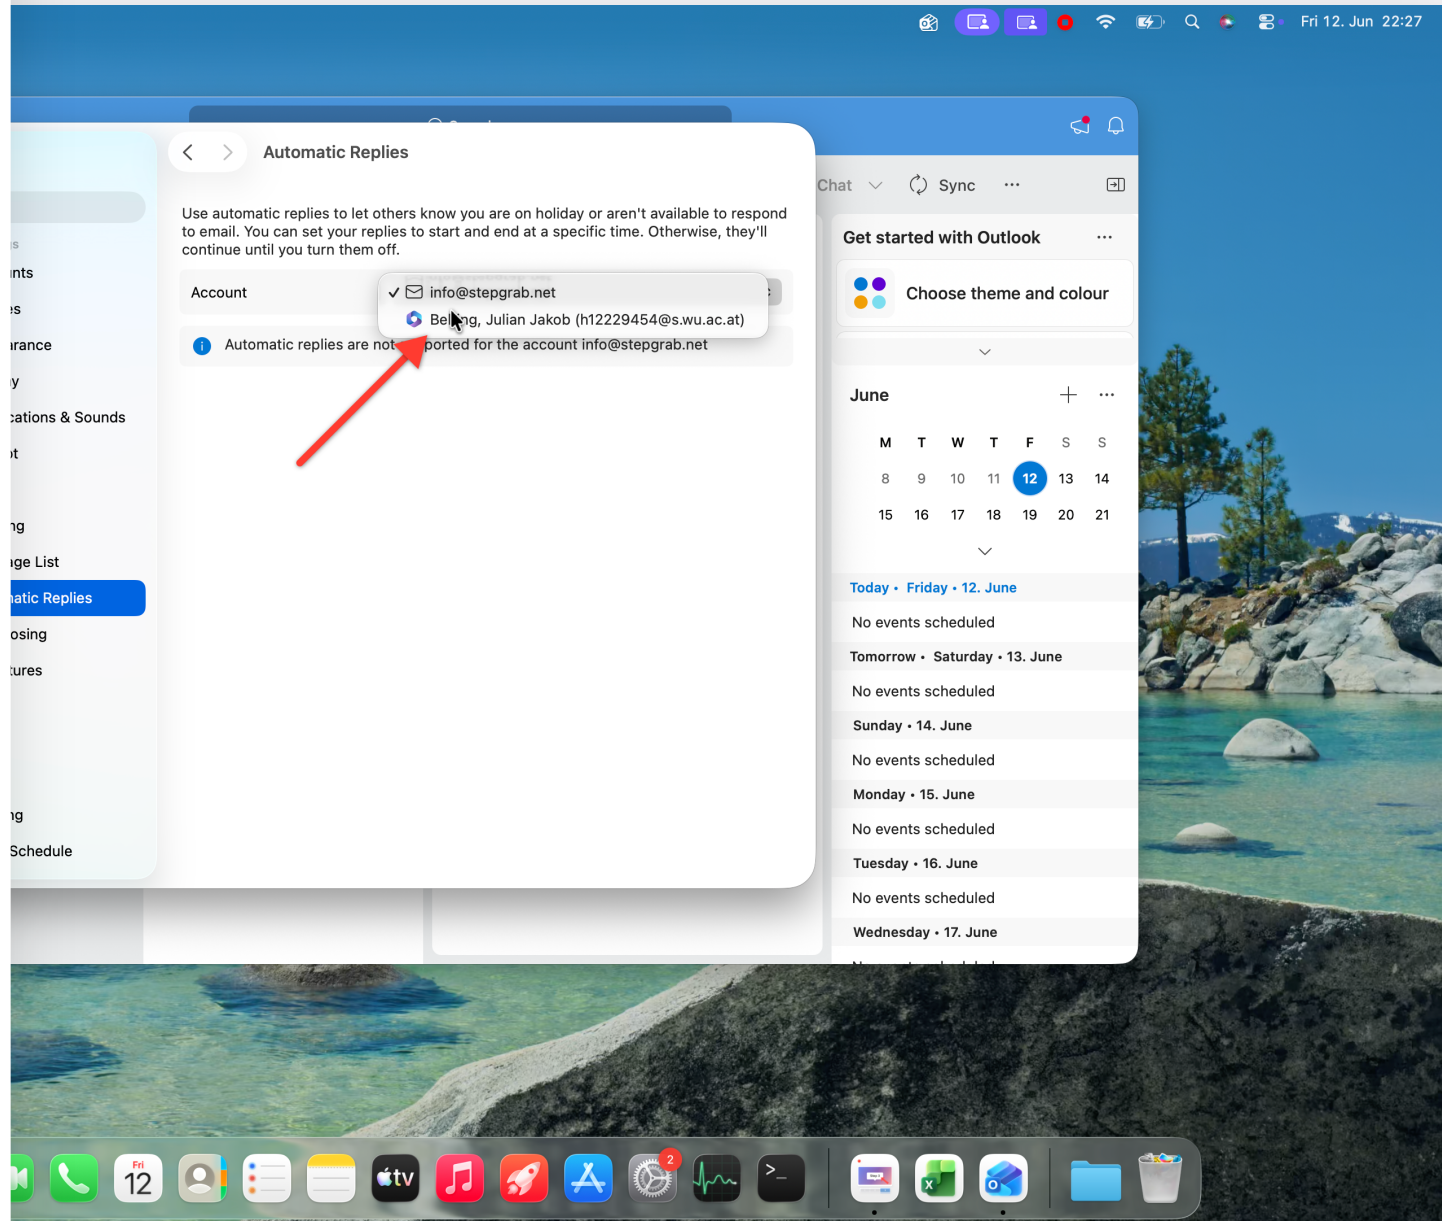 Fri 12. Jun 22:27
Automatic Replies
Use automatic replies to let others know you are on holiday or aren't available to respond
to email. You can set your replies to start and end at a specific time. Otherwise, they'll
continue until you turn them off.
Account
✓ info@stepgrab.net
Julian Jakob (h12229454@s.wu.ac.at)
Automatic replies are not ported for the account info@stepgrab.net
gs
nts
es
rance
y
cations & Sounds
ot
ng
age List
atic Replies
osing
tures
ng
Schedule
Chat
Sync
Get started with Outlook
Choose theme and colour
June
M T W T F S S
8 9 10 11 12 13 14
15 16 17 18 19 20 21
Today • Friday • 12. June
No events scheduled
Tomorrow • Saturday • 13. June
No events scheduled
Sunday • 14. June
No events scheduled
Monday • 15. June
No events scheduled
Tuesday • 16. June
No events scheduled
Wednesday • 17. June
Fri
12
tv
2
>_